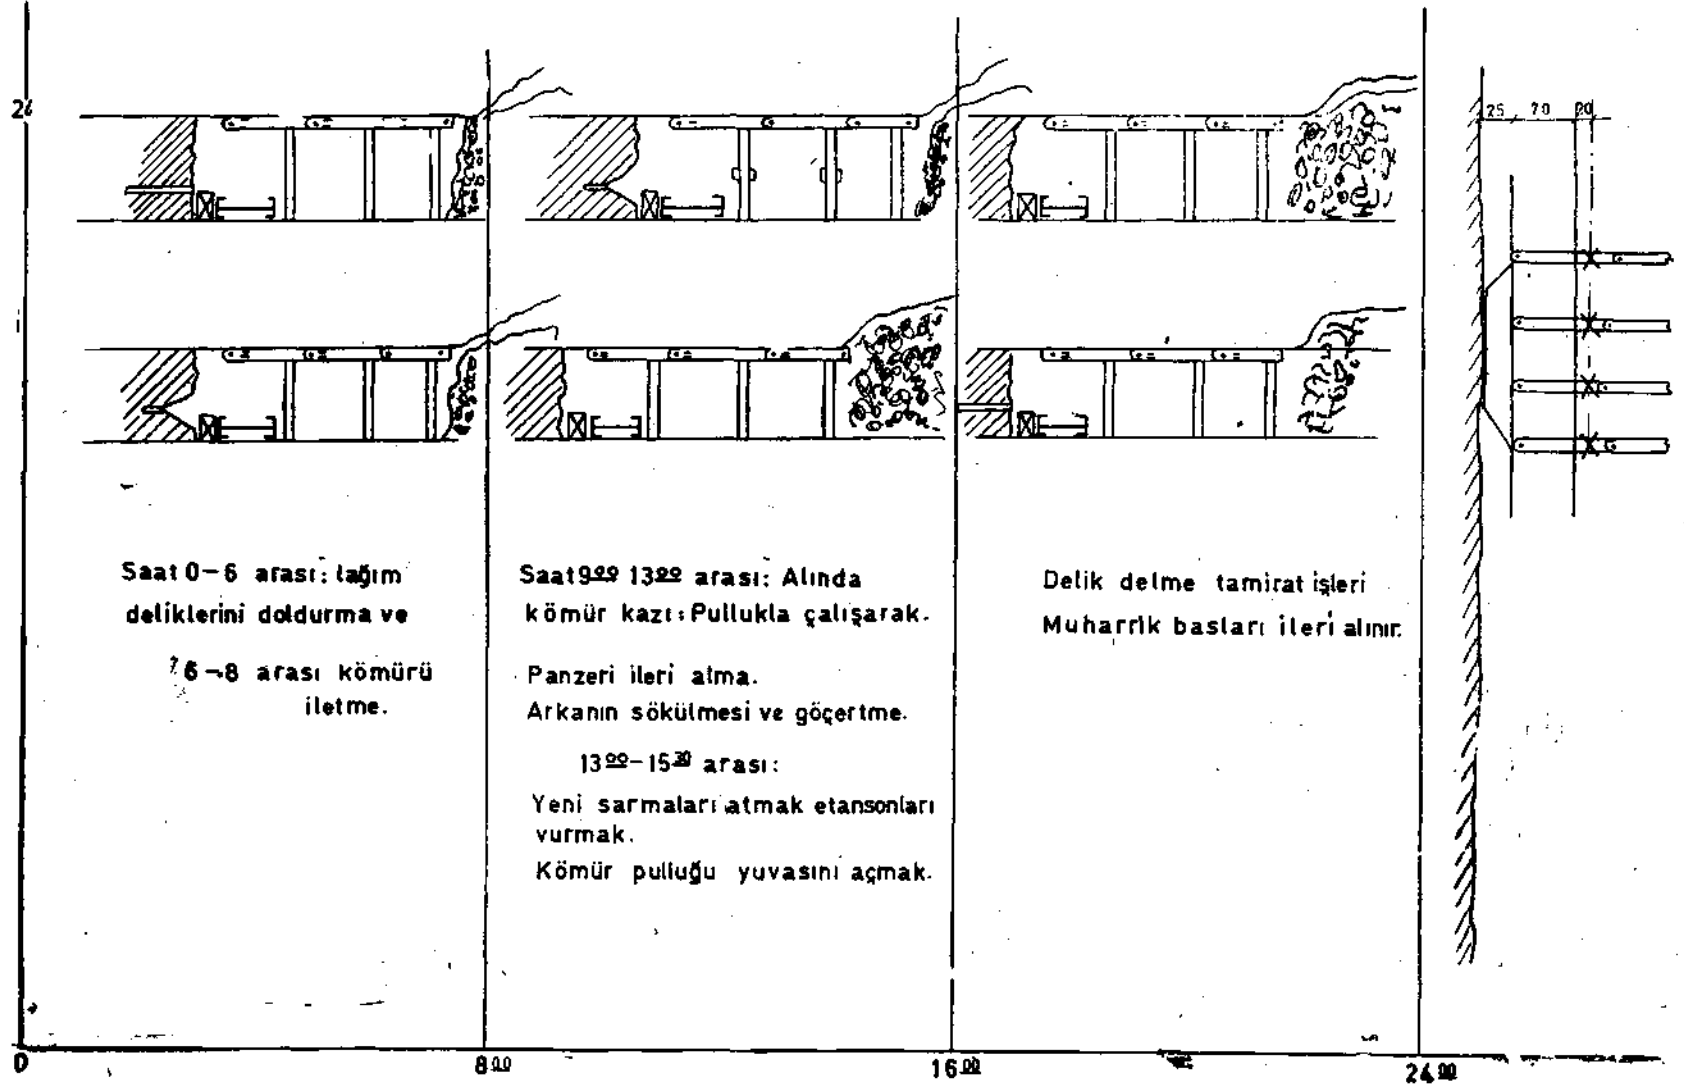 25 70 20
Saat 0-6 arası: lağım
deliklerini doldurma ve
6-8 arası kömürü
iletme.
Saat 9⁰⁰ 13⁰⁰ arası: Alında
kömür kazı: Pullukla çalışarak.
Panzeri ileri atma.
Arkanın sökülmesi ve göçertme.
13⁰⁰-15³⁰ arası:
Yeni sarmaları atmak etansonları
vurmak.
Kömür pulluğu yuvasını açmak.
Delik delme tamirat işleri
Muharrik basları ileri alınır.
0 8⁰⁰ 16⁰⁰ 24⁰⁰